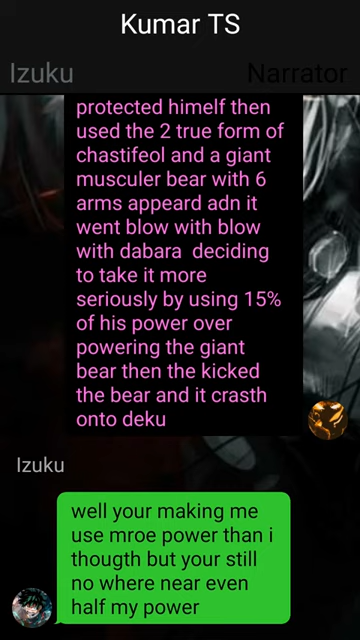 Kumar TS
Izuku Narrator
protected himelf then
used the 2 true form of
chastifeol and a giant
musculer bear with 6
arms appeard adn it
went blow with blow
with dabara deciding
to take it more
seriously by using 15%
of his power over
powering the giant
bear then the kicked
the bear and it crasth
onto deku
Izuku
well your making me
use mroe power than i
thougth but your still
no where near even
half my power